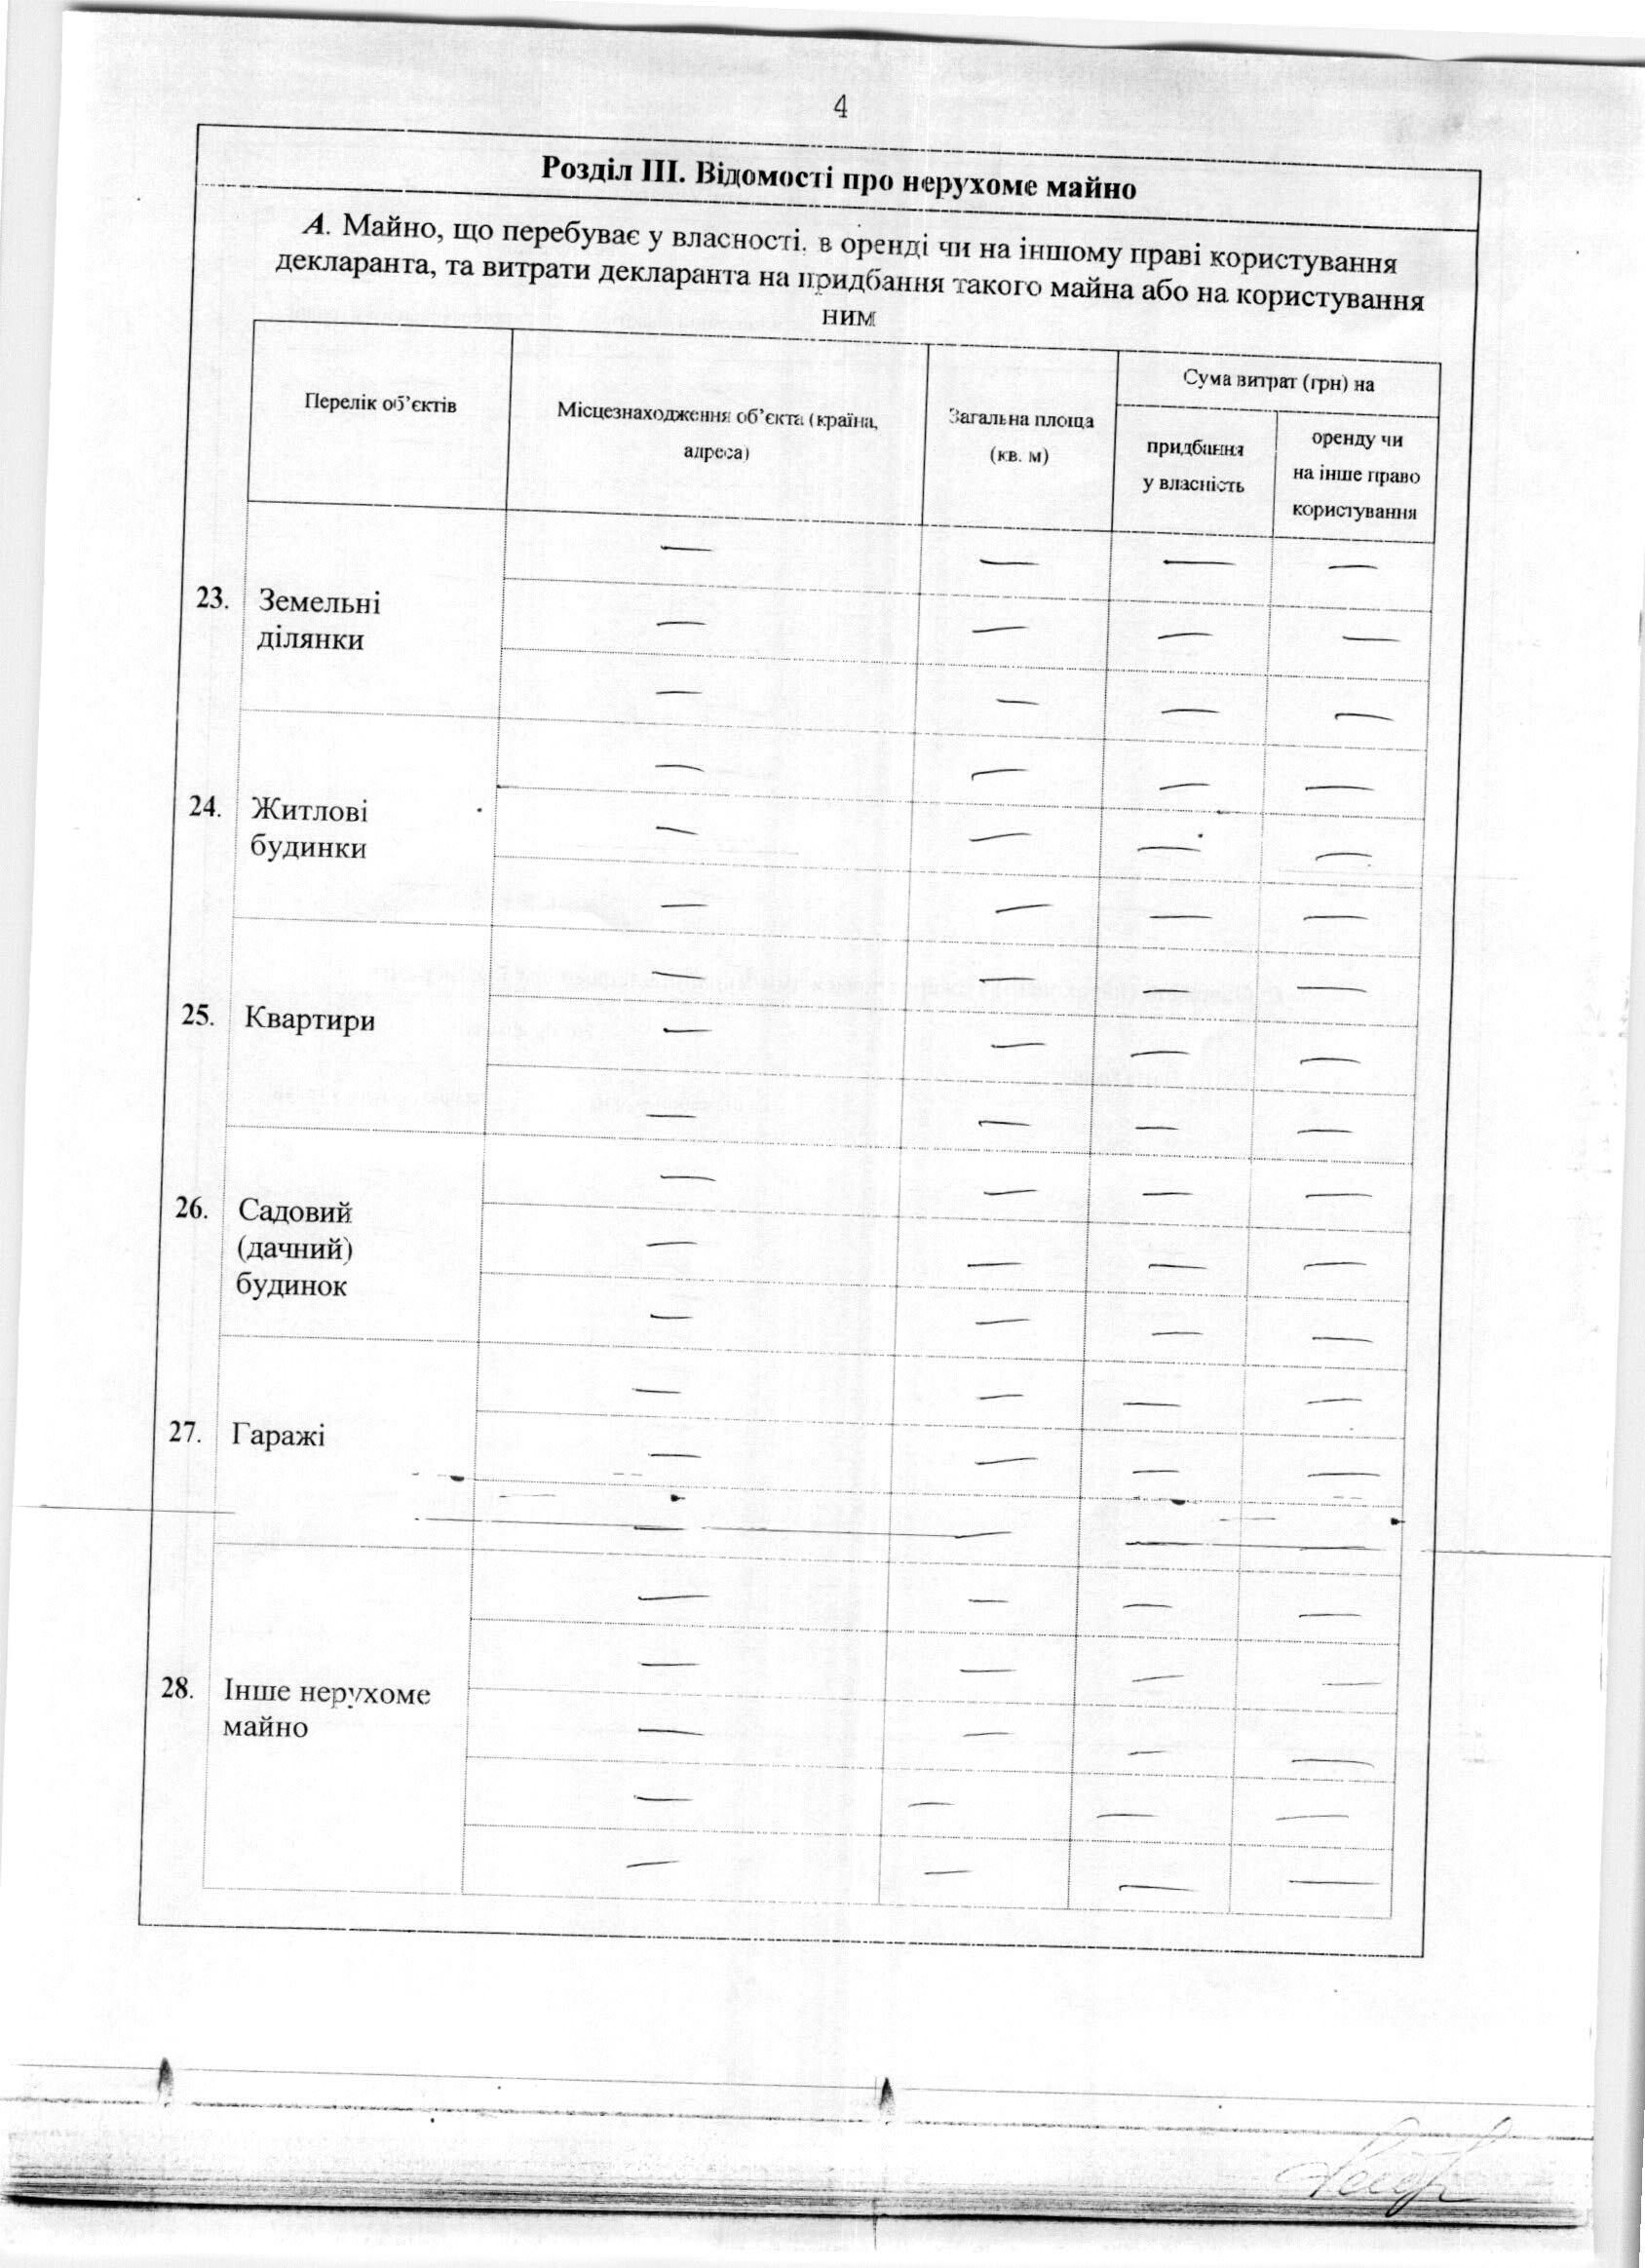 4
Розділ III. Відомості про нерухоме майно
А. Майно, що перебуває у власності, в оренді чи на іншому праві користування
декларанта, та витрати декларанта на придбання такого майна або на користування
ним
Перелік об’єктів
Місцезнаходження об’єкта (країна,
адреса)
Загальна площа
(кв. м)
Сума витрат (грн) на
придбання
у власність
оренду чи
на інше право
користування
— — — —
23. Земельні
ділянки
— — — —
— — — —
— — — —
24. Житлові
будинки
— — — —
— — — —
— — — —
25. Квартири
— — — —
— — — —
— — — —
26. Садовий
(дачний)
будинок
— — — —
— — — —
— — — —
27. Гаражі
— — — —
— — — —
— — — —
28. Інше нерухоме
майно
— — — —
— — — —
— — — —
— — — —